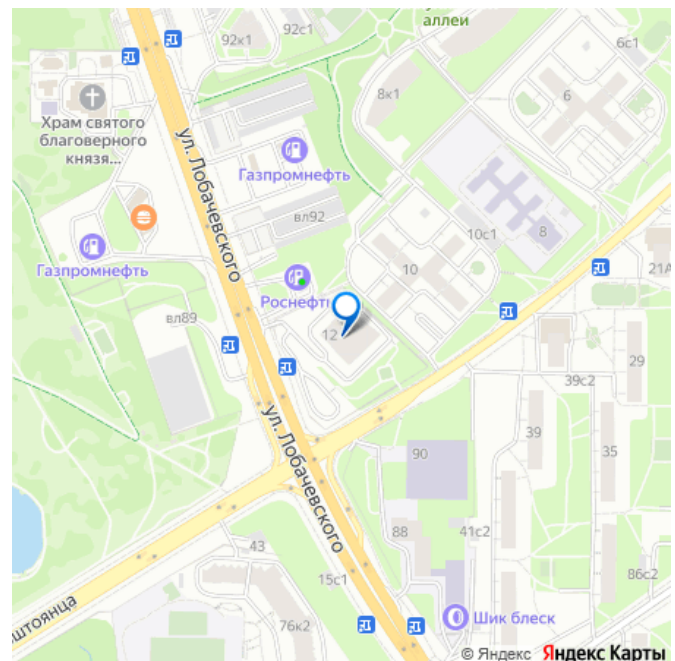 аллеи
92к1
92с1
6с1
8к1
6
Храм святого
благоверного
князя...
ул. Лобачевского
Газпромнефть
вл92
10с1
8
Газпромнефть
10
21А
Роснефть
вл89
12
29
39с2
ул. Лобачевского
39
35
90
88
41с2
43
15с1
86с2
76к2
Шик блеск
© Яндекс Яндекс Карты